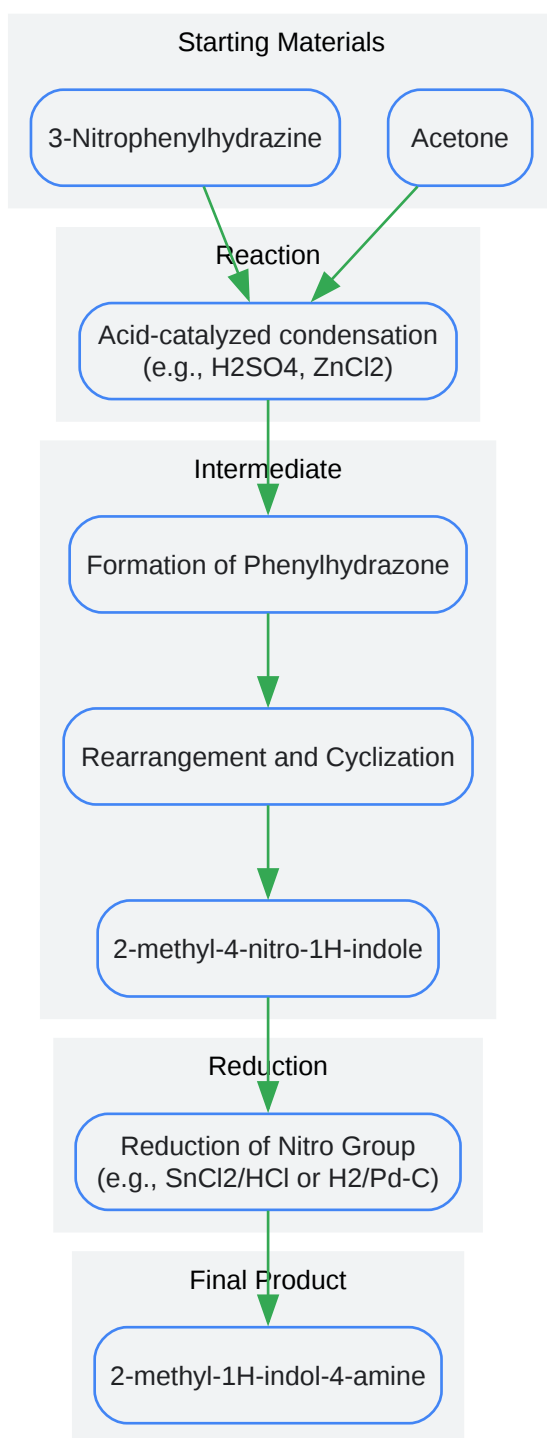 Starting Materials
3-Nitrophenylhydrazine
Acetone
Reaction
Acid-catalyzed condensation
(e.g., H2SO4, ZnCl2)
Intermediate
Formation of Phenylhydrazone
Rearrangement and Cyclization
2-methyl-4-nitro-1H-indole
Reduction
Reduction of Nitro Group
(e.g., SnCl2/HCl or H2/Pd-C)
Final Product
2-methyl-1H-indol-4-amine